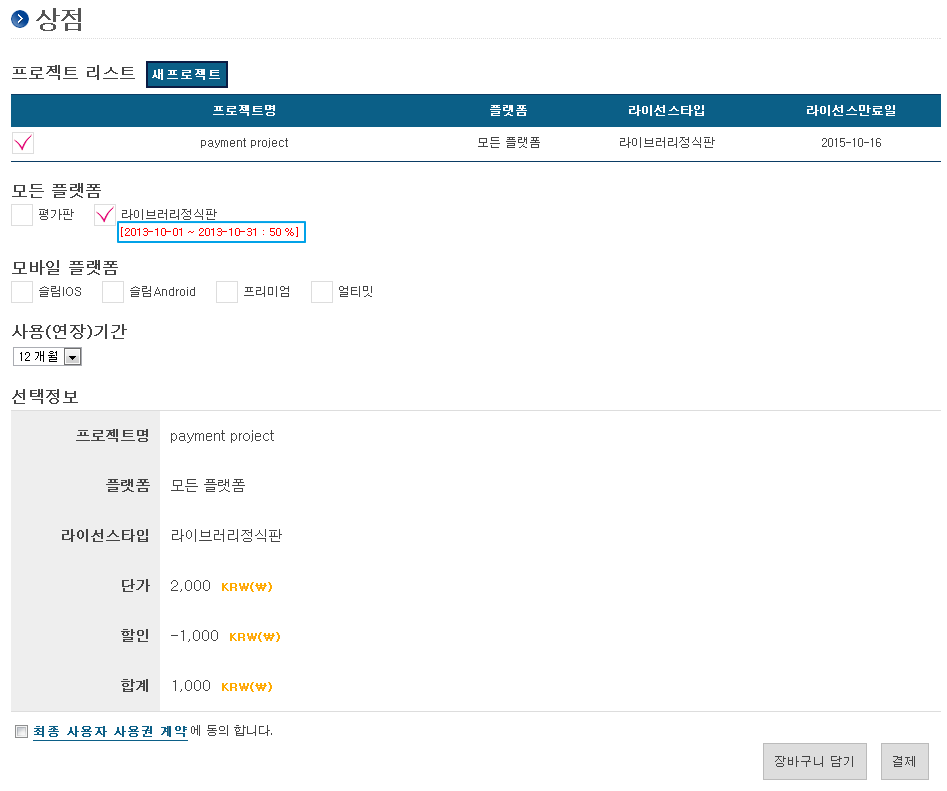 상점
프로젝트 리스트 새프로젝트
프로젝트명 플랫폼 라이선스타입 라이선스만료일
payment project 모든 플랫폼 라이브러리정식판 2015-10-16
모든 플랫폼
평가판 라이브러리정식판
[2013-10-01 ~ 2013-10-31 : 50 %]
모바일 플랫폼
슬림IOS 슬림Android 프리미엄 얼티밋
사용(연장)기간
12 개월
선택정보
프로젝트명 payment project
플랫폼 모든 플랫폼
라이선스타입 라이브러리정식판
단가 2,000 KR₩(₩)
할인 -1,000 KR₩(₩)
합계 1,000 KR₩(₩)
최종 사용자 사용권 계약에 동의 합니다.
장바구니 담기 결제